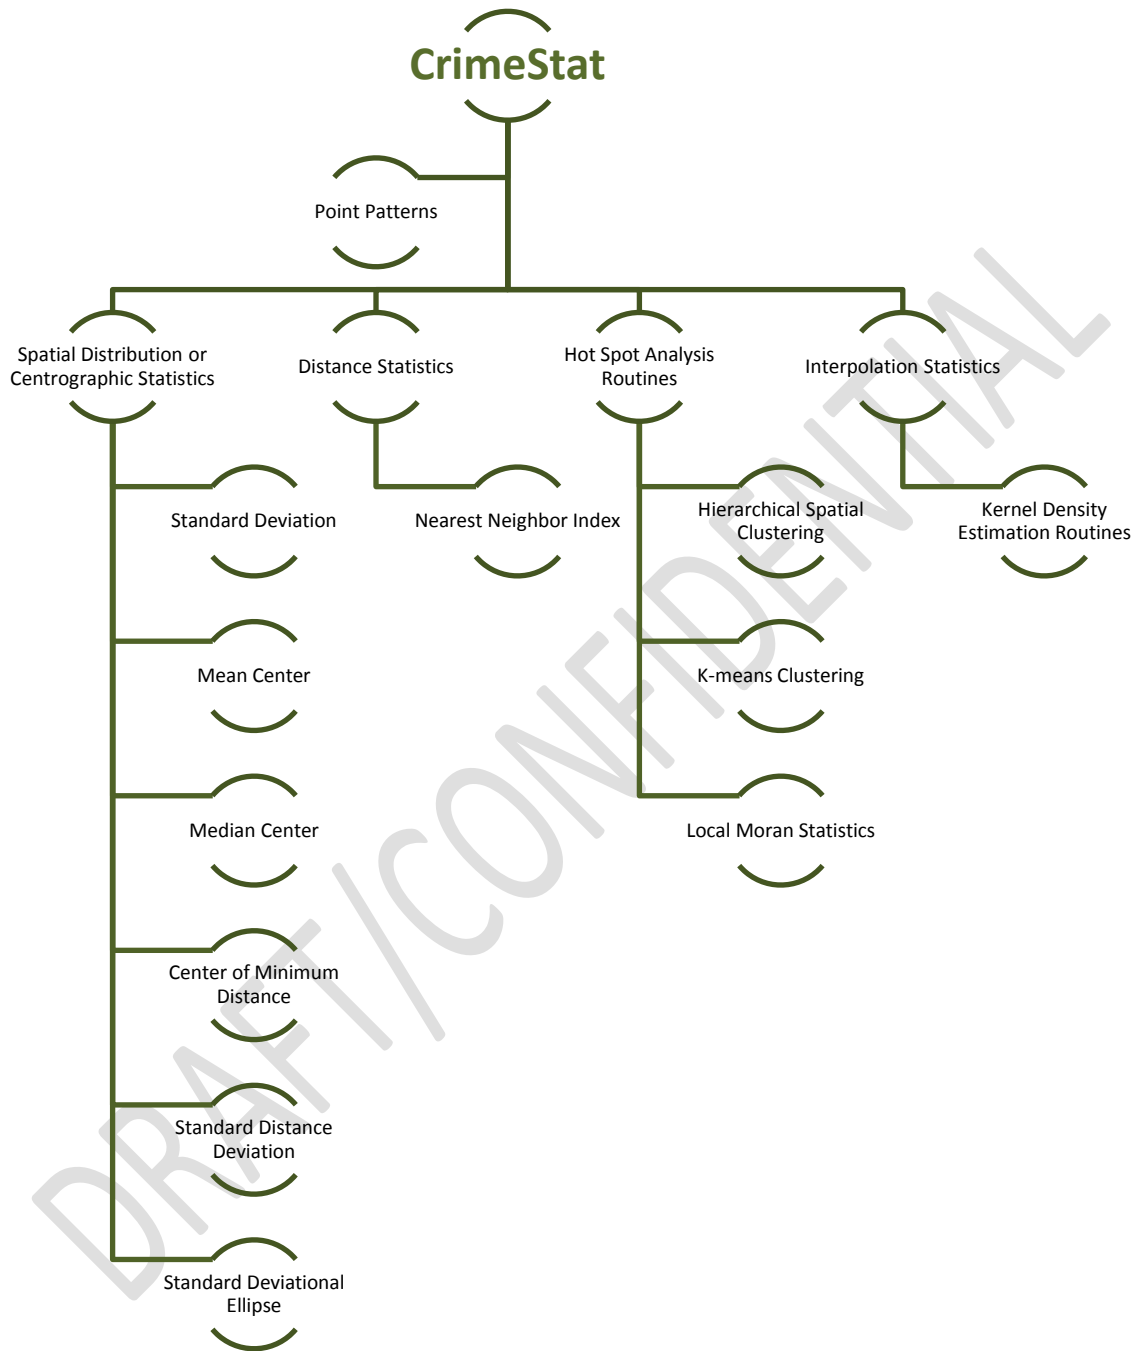 CrimeStat
Point Patterns
Spatial Distribution or
Centrographic Statistics
Distance Statistics
Hot Spot Analysis
Routines
Interpolation Statistics
Standard Deviation
Nearest Neighbor Index
Hierarchical Spatial
Clustering
Kernel Density
Estimation Routines
Mean Center
K-means Clustering
Median Center
Local Moran Statistics
Center of Minimum
Distance
Standard Distance
Deviation
Standard Deviational
Ellipse
DRAFT/CONFIDENTIAL